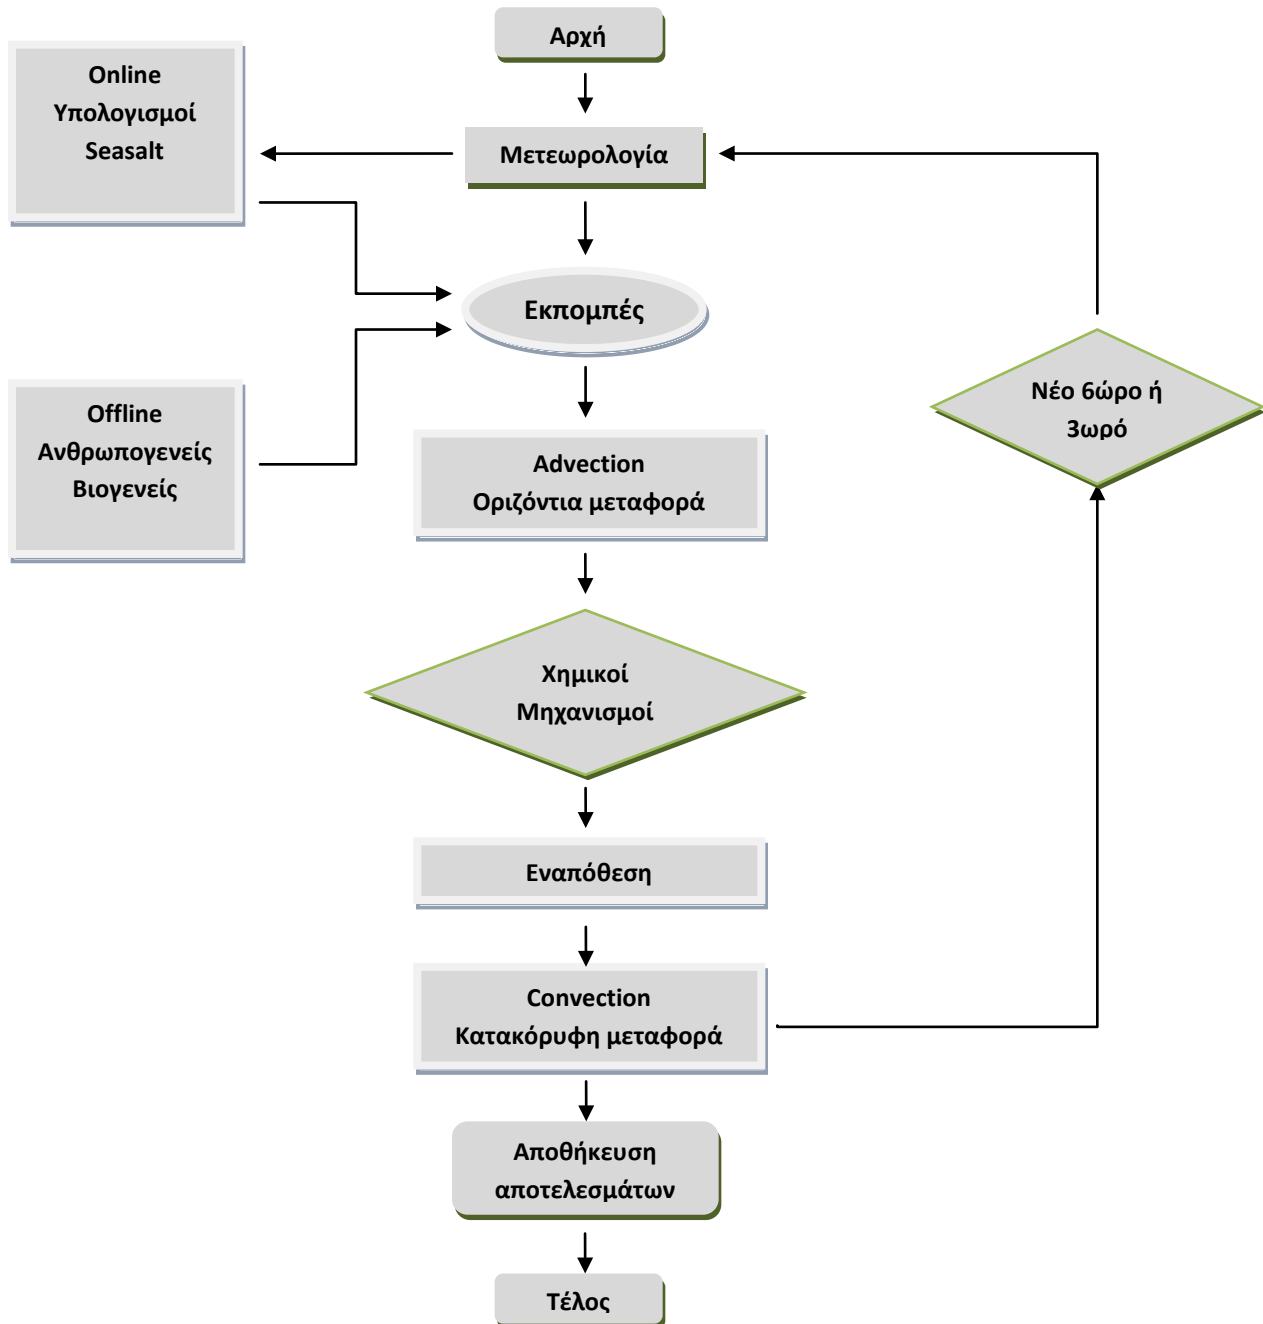 Αρχή
Online
Υπολογισμοί
Seasalt
Μετεωρολογία
Εκπομπές
Offline
Ανθρωπογενείς
Βιογενείς
Νέο 6ώρο ή
3ωρό
Advection
Οριζόντια μεταφορά
Χημικοί
Μηχανισμοί
Εναπόθεση
Convection
Κατακόρυφη μεταφορά
Αποθήκευση
αποτελεσμάτων
Τέλος